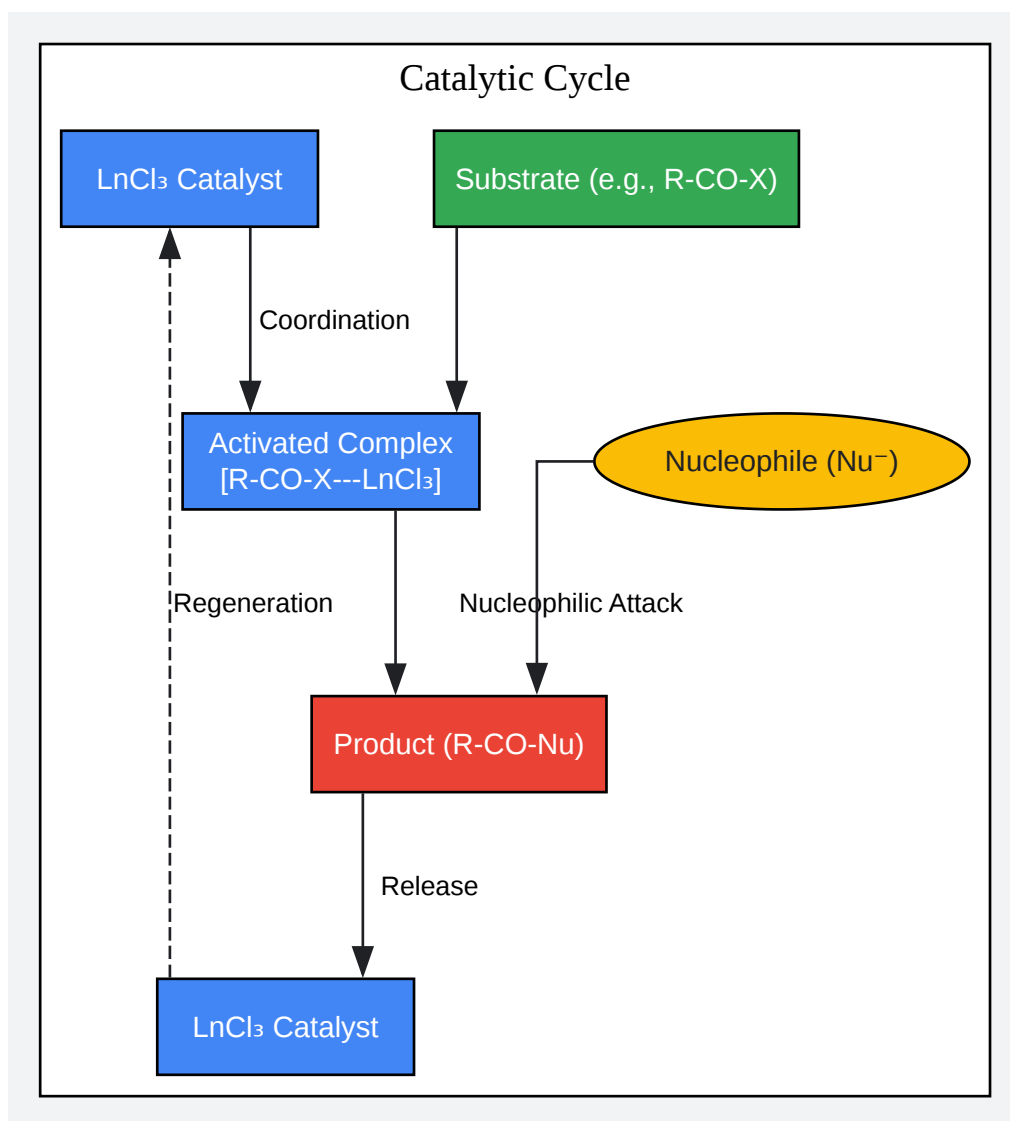 Catalytic Cycle
LnCl₃ Catalyst
Substrate (e.g., R-CO-X)
Coordination
Activated Complex
[R-CO-X---LnCl₃]
Nucleophile (Nu⁻)
Regeneration
Nucleophilic Attack
Product (R-CO-Nu)
Release
LnCl₃ Catalyst